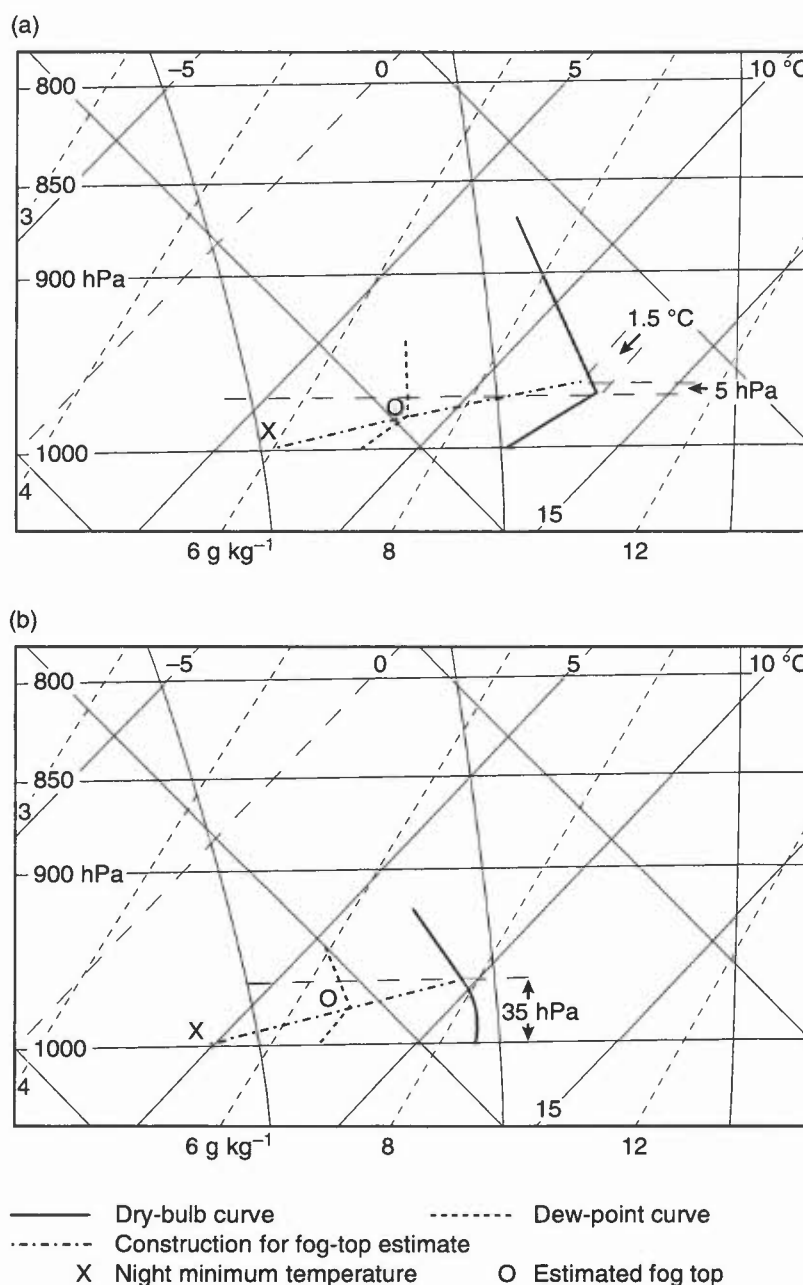 (a)
–5 0 5 10 °C
800
850
3
900 hPa
1.5 °C
O
5 hPa
X
1000
4
15
6 g kg⁻¹ 8 12
(b)
–5 0 5 10 °C
800
850
3
900 hPa
O
35 hPa
X
1000
4
15
6 g kg⁻¹ 8 12
Dry-bulb curve Dew-point curve
Construction for fog-top estimate
X Night minimum temperature O Estimated fog top